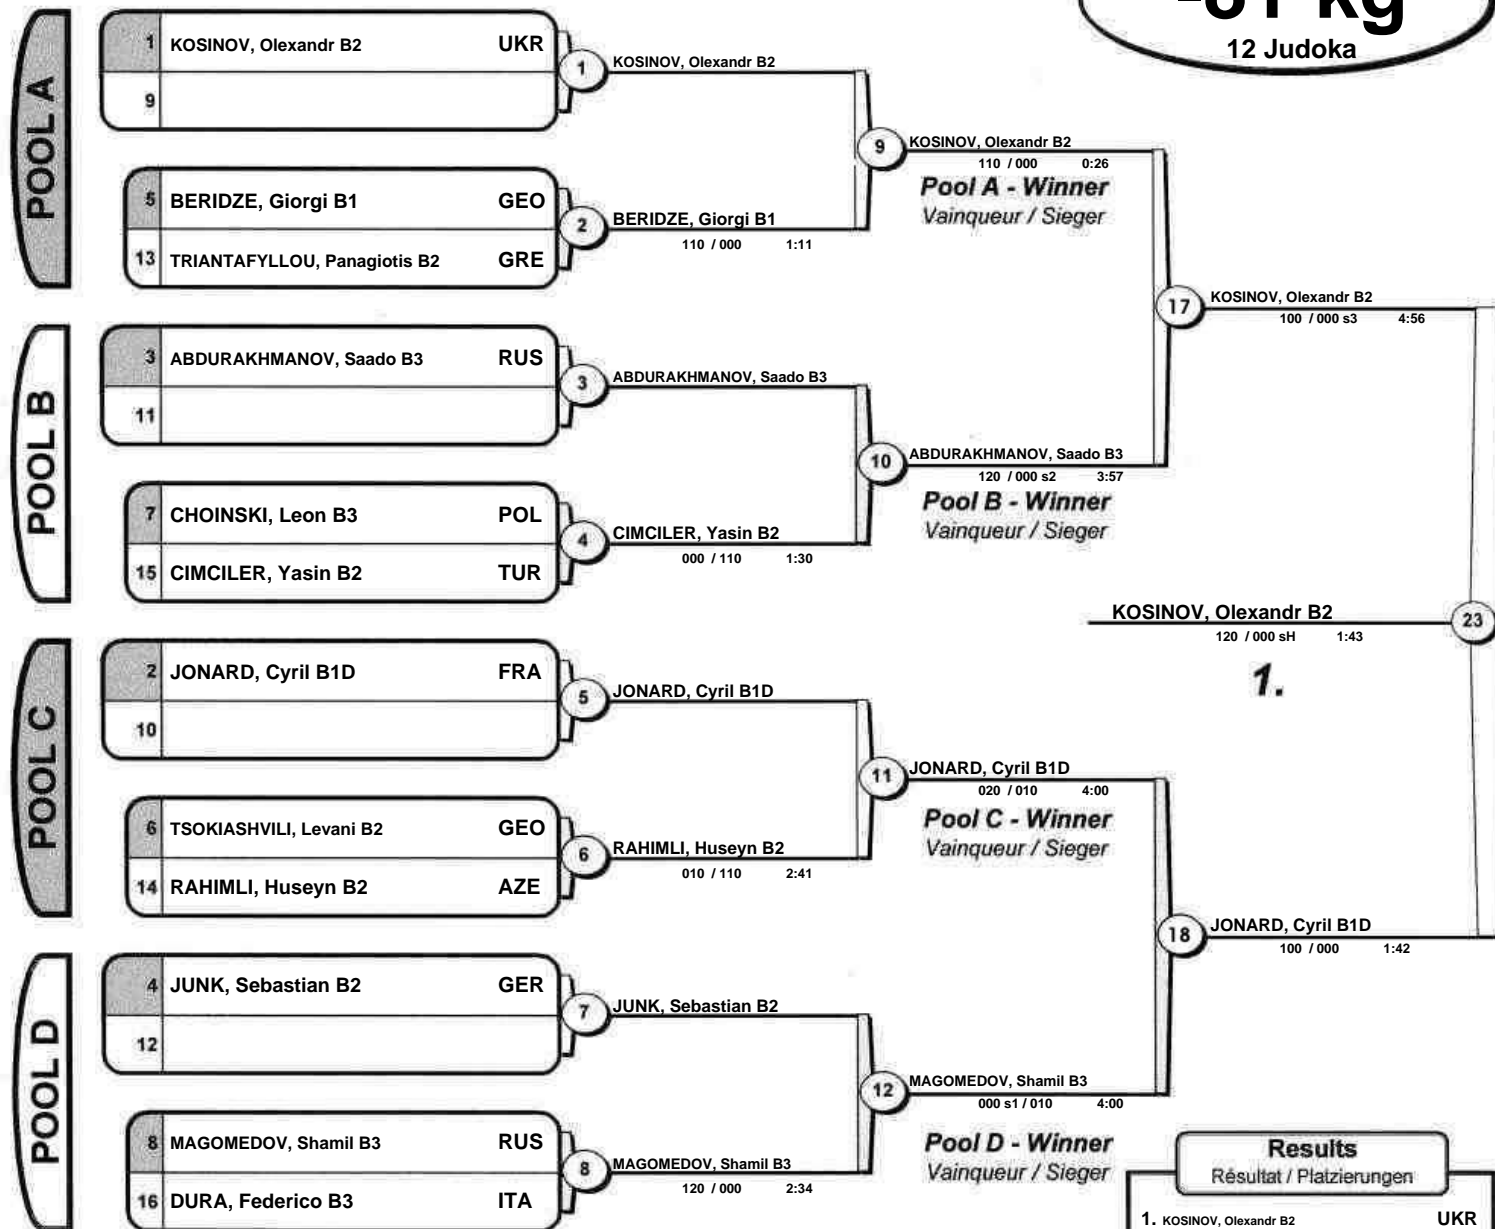 -81 kg
12 Judoka
POOL A
1 KOSINOV, Olexandr B2 UKR
9
1
KOSINOV, Olexandr B2
5 BERIDZE, Giorgi B1 GEO
13 TRIANTAFYLLOU, Panagiotis B2 GRE
2
BERIDZE, Giorgi B1
110 / 000 1:11
9
KOSINOV, Olexandr B2
110 / 000 0:26
Pool A - Winner
Vainqueur / Sieger
POOL B
3 ABDURAKHMANOV, Saado B3 RUS
11
3
ABDURAKHMANOV, Saado B3
7 CHOINSKI, Leon B3 POL
15 CIMCILER, Yasin B2 TUR
4
CIMCILER, Yasin B2
000 / 110 1:30
10
ABDURAKHMANOV, Saado B3
120 / 000 s2 3:57
Pool B - Winner
Vainqueur / Sieger
17
KOSINOV, Olexandr B2
100 / 000 s3 4:56
KOSINOV, Olexandr B2
120 / 000 sH 1:43
23
1.
POOL C
2 JONARD, Cyril B1D FRA
10
5
JONARD, Cyril B1D
6 TSOKIASHVILI, Levani B2 GEO
14 RAHIMLI, Huseyn B2 AZE
6
RAHIMLI, Huseyn B2
010 / 110 2:41
11
JONARD, Cyril B1D
020 / 010 4:00
Pool C - Winner
Vainqueur / Sieger
POOL D
4 JUNK, Sebastian B2 GER
12
7
JUNK, Sebastian B2
8 MAGOMEDOV, Shamil B3 RUS
16 DURA, Federico B3 ITA
8
MAGOMEDOV, Shamil B3
120 / 000 2:34
12
MAGOMEDOV, Shamil B3
000 s1 / 010 4:00
Pool D - Winner
Vainqueur / Sieger
18
JONARD, Cyril B1D
100 / 000 1:42
Results
Résultat / Platzierungen
1. KOSINOV, Olexandr B2 UKR